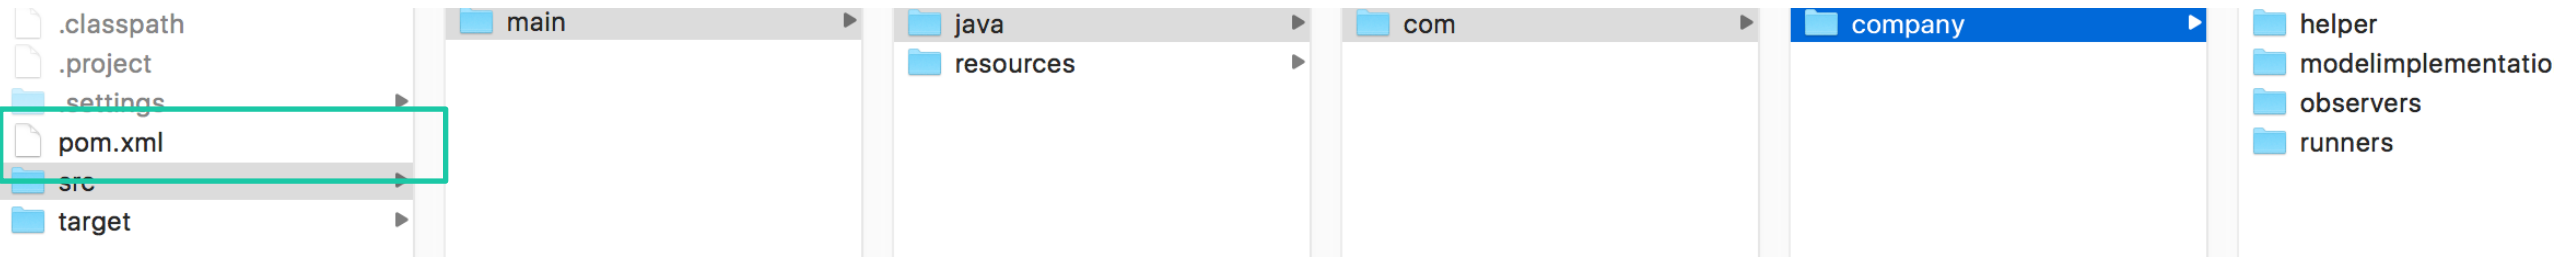 .classpath
.project
.settings
pom.xml
src
target
main
java
resources
com
company
helper
modelimplementatio
observers
runners